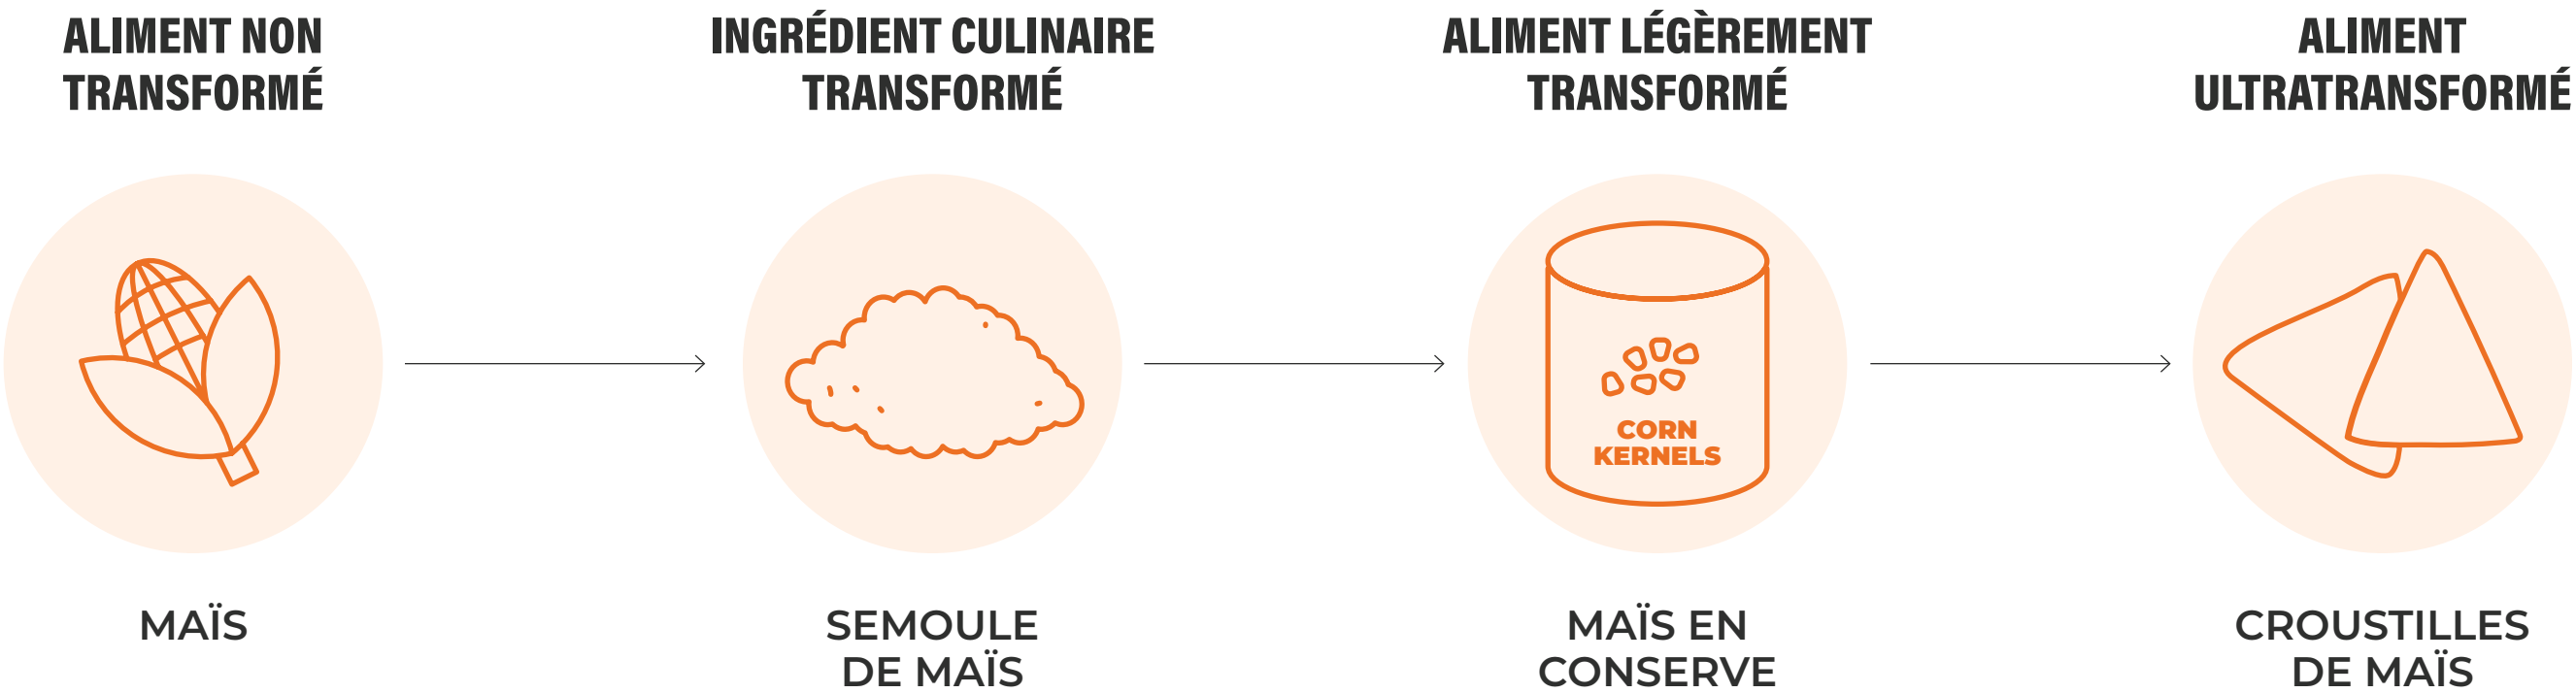 ALIMENT NON
TRANSFORMÉ
INGRÉDIENT CULINAIRE
TRANSFORMÉ
ALIMENT LÉGÈREMENT
TRANSFORMÉ
ALIMENT
ULTRATRANSFORMÉ
CORN
KERNELS
MAÏS
SEMOULE
DE MAÏS
MAÏS EN
CONSERVE
CROUSTILLES
DE MAÏS